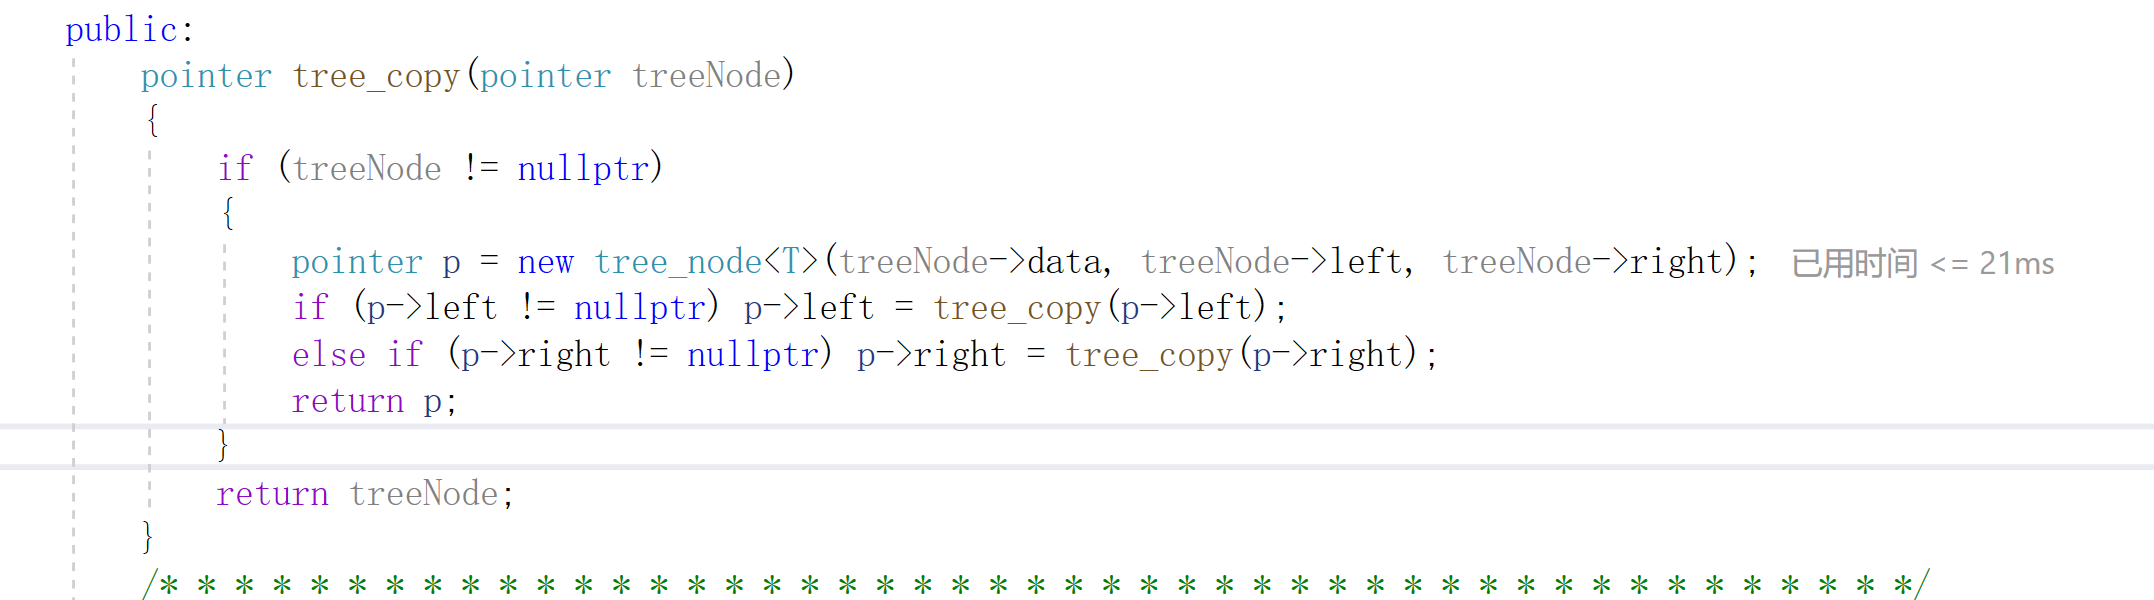 public:
pointer tree_copy(pointer treeNode)
{
if (treeNode != nullptr)
{
pointer p = new tree_node<T>(treeNode->data, treeNode->left, treeNode->right); 已用时间 <= 21ms
if (p->left != nullptr) p->left = tree_copy(p->left);
else if (p->right != nullptr) p->right = tree_copy(p->right);
return p;
}
return treeNode;
}
/* * * * * * * * * * * * * * * * * * * * * * * * * * * * * * * * * * * * * * * * * * * * * * */